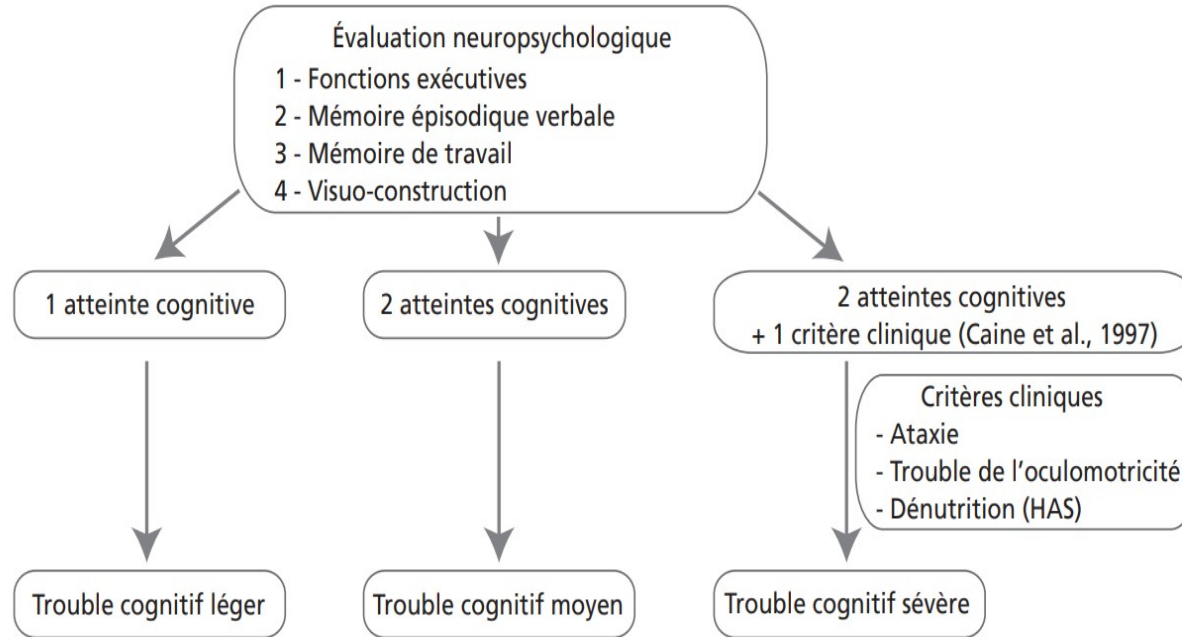 Évaluation neuropsychologique
1 - Fonctions exécutives
2 - Mémoire épisodique verbale
3 - Mémoire de travail
4 - Visuo-construction
1 atteinte cognitive
2 atteintes cognitives
2 atteintes cognitives
+ 1 critère clinique (Caine et al., 1997)
Critères cliniques
- Ataxie
- Trouble de l’oculomotricité
- Dénutrition (HAS)
Trouble cognitif léger
Trouble cognitif moyen
Trouble cognitif sévère